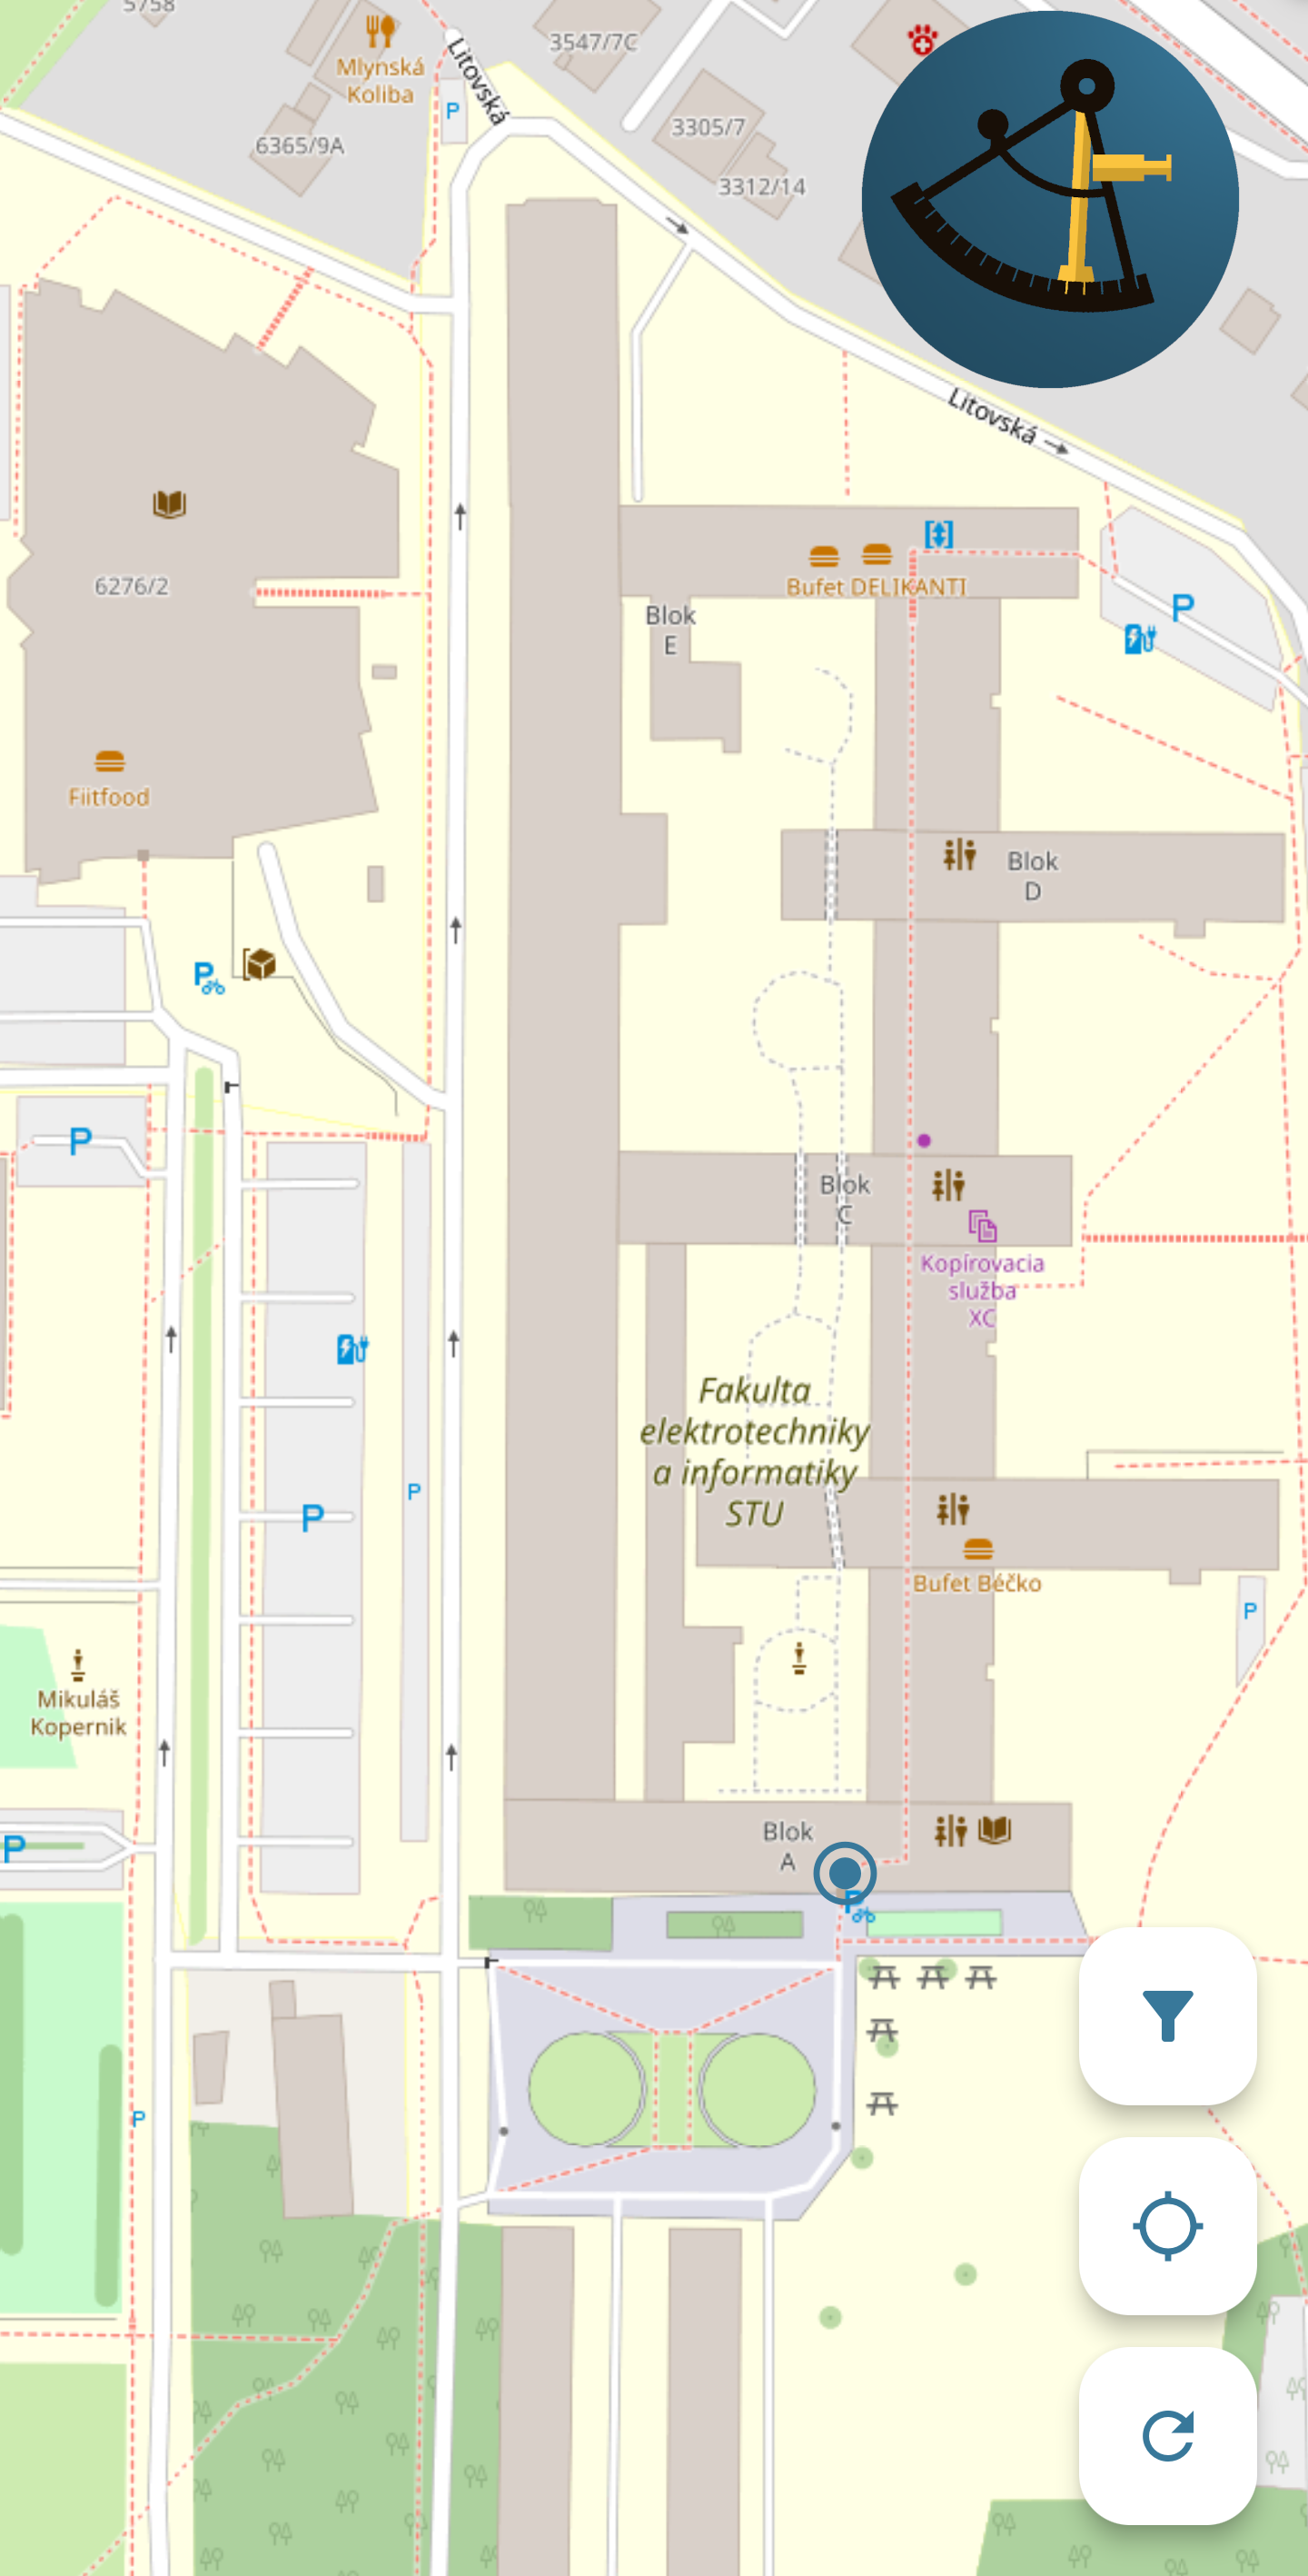 5758
Mlynská
Koliba
Litovská
3547/7C
P
6365/9A
3305/7
3312/14
Litovská
6276/2
Bufet DELIKANTI
Blok
E
P
Fiitfood
Blok
D
P
P
Blok
C
Kopírovacia
služba
XC
Fakulta
elektrotechniky
a informatiky
STU
P
P
Bufet Béčko
P
Mikuláš
Kopernik
Blok
A
P
P
P